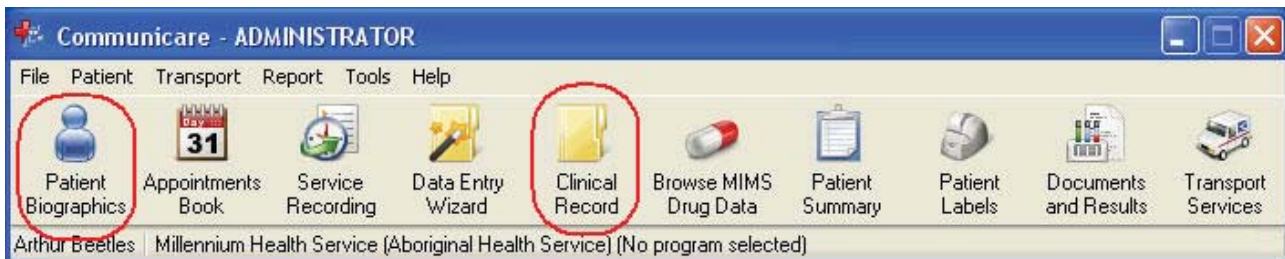 Communicare - ADMINISTRATOR
File Patient Transport Report Tools Help
Day 31
Patient Appointments Service Data Entry Clinical Browse MIMS Patient Patient Documents Transport
Biographics Book Recording Wizard Record Drug Data Summary Labels and Results Services
Arthur Beetles Millennium Health Service (Aboriginal Health Service) (No program selected)